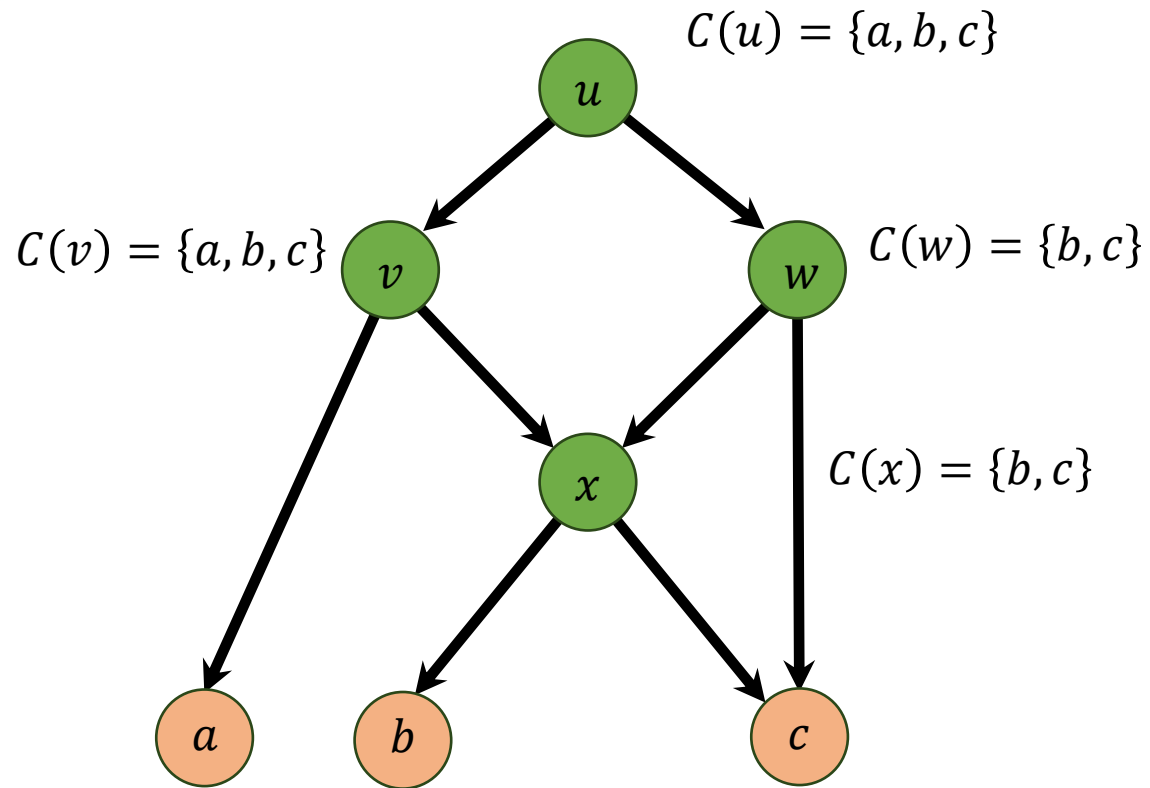 C(u) = {a, b, c}
u
C(v) = {a, b, c}
v
w
C(w) = {b, c}
x
C(x) = {b, c}
a
b
c